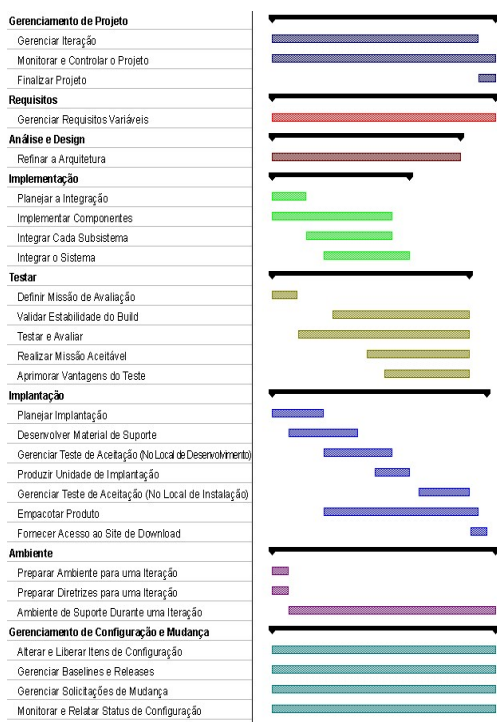 Gerenciamento de Projeto
Gerenciar Iteração
Monitorar e Controlar o Projeto
Finalizar Projeto
Requisitos
Gerenciar Requisitos Variáveis
Análise e Design
Refinar a Arquitetura
Implementação
Planejar a Integração
Implementar Componentes
Integrar Cada Subsistema
Integrar o Sistema
Testar
Definir Missão de Avaliação
Validar Estabilidade do Build
Testar e Avaliar
Realizar Missão Aceitável
Aprimorar Vantagens do Teste
Implantação
Planejar Implantação
Desenvolver Material de Suporte
Gerenciar Teste de Aceitação (No Local de Desenvolvimento)
Produzir Unidade de Implantação
Gerenciar Teste de Aceitação (No Local de Instalação)
Empacotar Produto
Fornecer Acesso ao Site de Download
Ambiente
Preparar Ambiente para uma Iteração
Preparar Diretrizes para uma Iteração
Ambiente de Suporte Durante uma Iteração
Gerenciamento de Configuração e Mudança
Alterar e Liberar Itens de Configuração
Gerenciar Baselines e Releases
Gerenciar Solicitações de Mudança
Monitorar e Relatar Status de Configuração